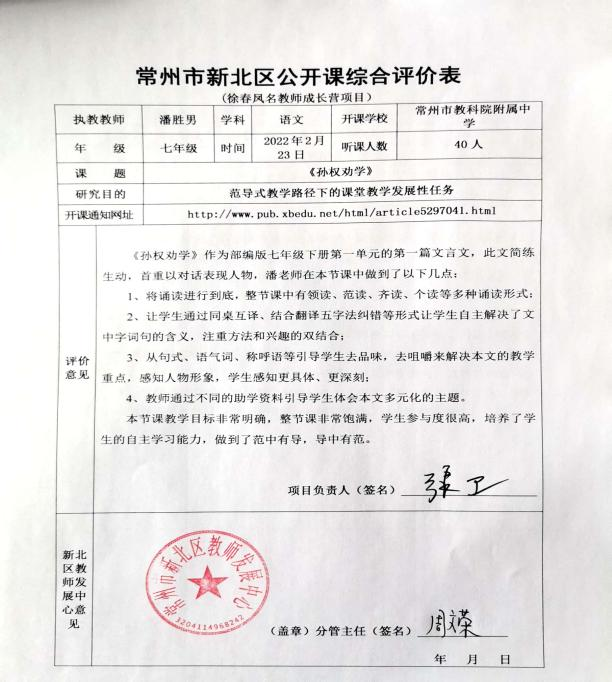 常州市新北区公开课综合评价表
(徐春风名教师成长营项目)
执教教师 潘胜男 学科 语文 开课学校 常州市教科院附属中学
年 级 七年级 时间 2022年2月23日 听课人数 40人
课 题 《孙权劝学》
研究目的 范导式教学路径下的课堂教学发展性任务
开课通知网址 http://www.pub.xbedu.net/html/article5297041.html
评价意见
《孙权劝学》作为部编版七年级下册第一单元的第一篇文言文，此文简练
生动，首重以对话表现人物，潘老师在本节课中做到了以下几点：
1、将诵读进行到底，整节课中有领读、范读、齐读、个读等多种诵读形式；
2、让学生通过同桌互译、结合翻译五字法纠错等形式让学生自主解决了文
中字词句的含义，注重方法和兴趣的双结合；
3、从句式、语气词、称呼语等引导学生去品味，去咀嚼来解决本文的教学
重点，感知人物形象，学生感知更具体、更深刻；
4、教师通过不同的助学资料引导学生体会本文多元化的主题。
本节课教学目标非常明确，整节课非常饱满，学生参与度很高，培养了学
生的自主学习能力，做到了范中有导，导中有范。
项目负责人（签名） 张卫
新北区教师发展中心意见
常州市新北区教师发展中心
3204114968242
（盖章）分管主任（签名） 周文荣
年 月 日